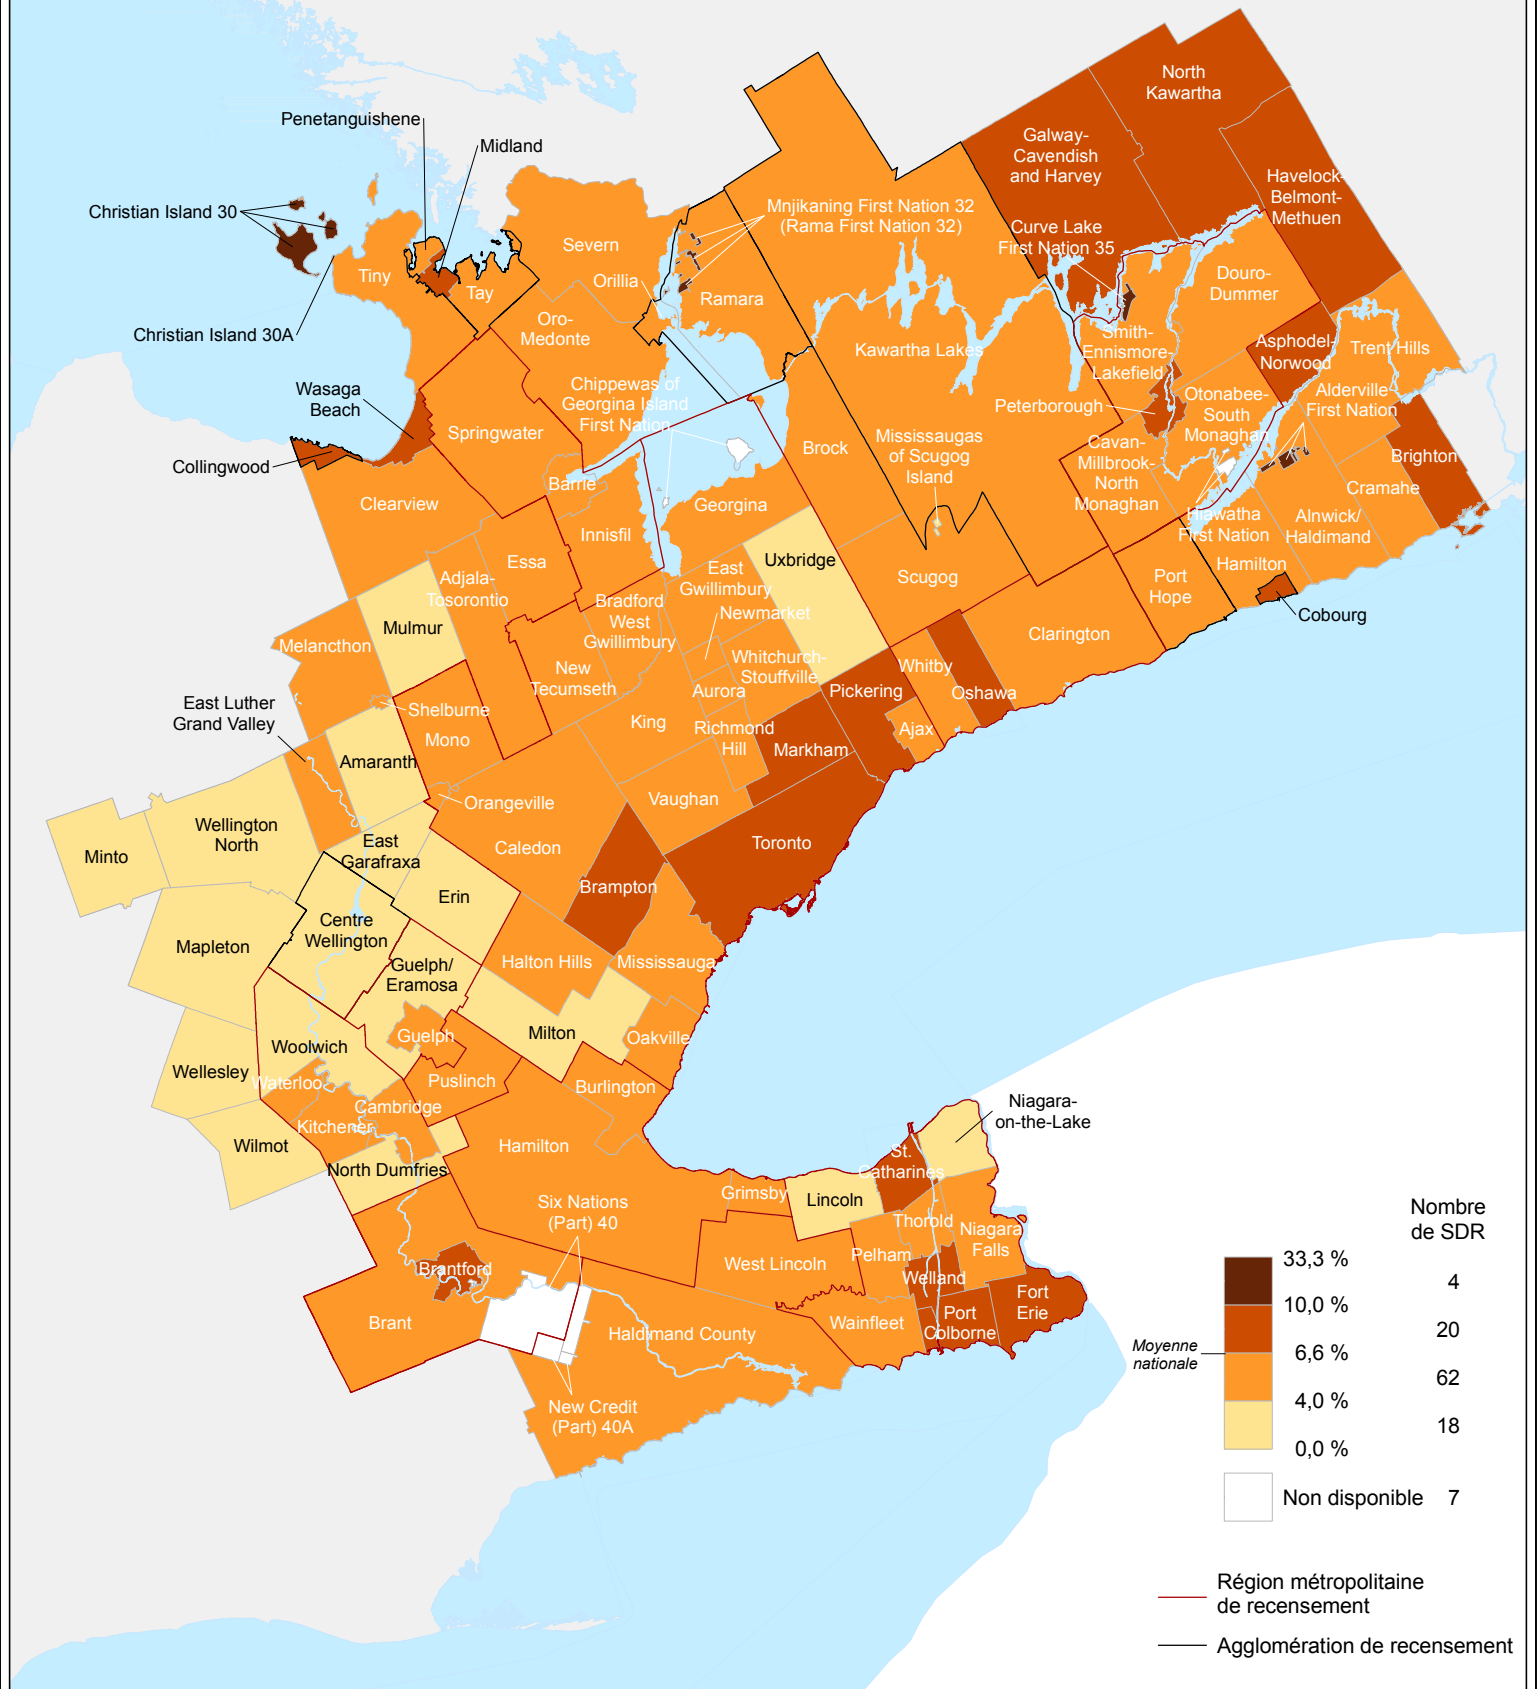 North
Kawartha
Galway-
Cavendish
and Harvey
Penetanguishene
Midland
Havelock-
Belmont-
Methuen
Christian Island 30
Mnjikaning First Nation 32
(Rama First Nation 32)
Curve Lake
First Nation 35
Severn
Tiny
Orillia
Douro-
Dummer
Tay
Ramara
Christian Island 30A
Oro-
Medonte
Kawartha Lakes
Smith-
Ennismore-
Lakefield
Asphodel-
Norwood
Trent Hills
Wasaga
Beach
Chippewas of
Georgina Island
First Nation
Peterborough
Otonabee-
South
Monaghan
Alderville
First Nation
Springwater
Brock
Mississaugas
of Scugog
Island
Cavan-
Millbrook-
North
Monaghan
Brighton
Collingwood
Barrie
Cramahe
Clearview
Georgina
Innisfil
Hiawatha
First Nation
Alnwick/
Haldimand
Essa
Uxbridge
Scugog
Hamilton
Adjala-
Tosorontio
East
Gwillimbury
Port
Hope
Cobourg
Mulmur
Bradford
West
Gwillimbury
Newmarket
Clarington
Melancthon
Whitchurch-
Stouffville
Whitby
New
Tecumseth
Aurora
Pickering
Oshawa
East Luther
Grand Valley
Shelburne
Mono
King
Richmond
Hill
Markham
Ajax
Amaranth
Orangeville
Vaughan
Wellington
North
East
Garafraxa
Caledon
Toronto
Minto
Erin
Brampton
Centre
Wellington
Mapleton
Guelph/
Eramosa
Halton Hills
Mississauga
Guelph
Milton
Oakville
Woolwich
Wellesley
Waterloo
Puslinch
Burlington
Cambridge
Kitchener
Niagara-
on-the-Lake
Wilmot
Hamilton
North Dumfries
St.
Catharines
Grimsby
Lincoln
Six Nations
(Part) 40
Thorold
Niagara
Falls
Pelham
West Lincoln
Brantford
Welland
Fort
Erie
Brant
Haldimand County
Wainfleet
Port
Colborne
New Credit
(Part) 40A
Nombre
de SDR
33,3 %
4
10,0 %
20
Moyenne
nationale
6,6 %
62
4,0 %
18
0,0 %
Non disponible 7
Région métropolitaine
de recensement
Agglomération de recensement